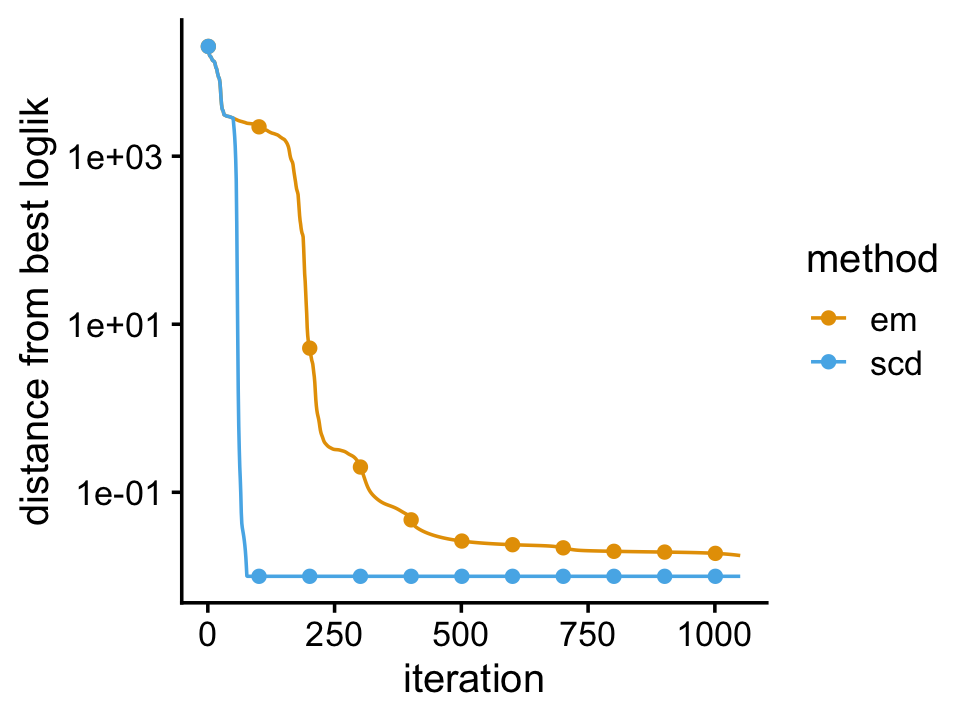 distance from best loglik
1e+03
1e+01
1e-01
0 250 500 750 1000
iteration
method
em
scd